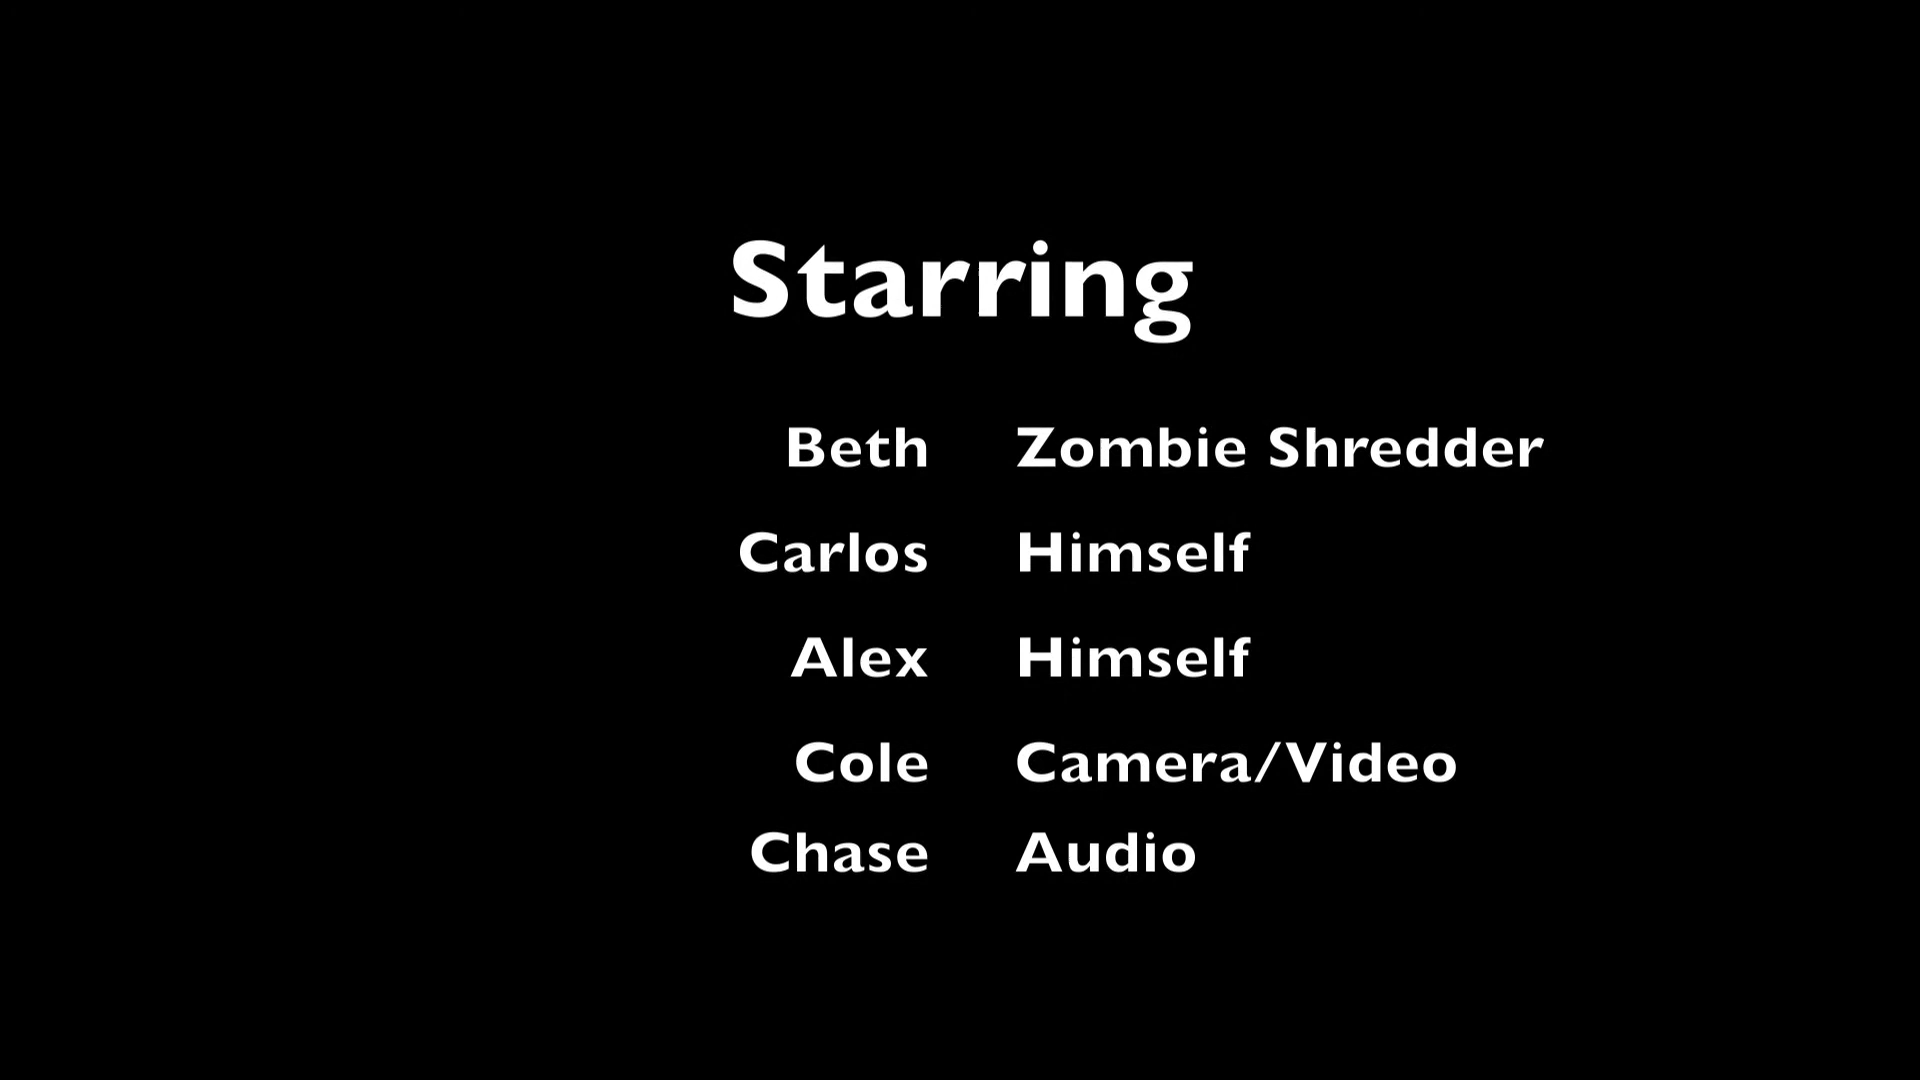 Starring
Beth Zombie Shredder
Carlos Himself
Alex Himself
Cole Camera/Video
Chase Audio